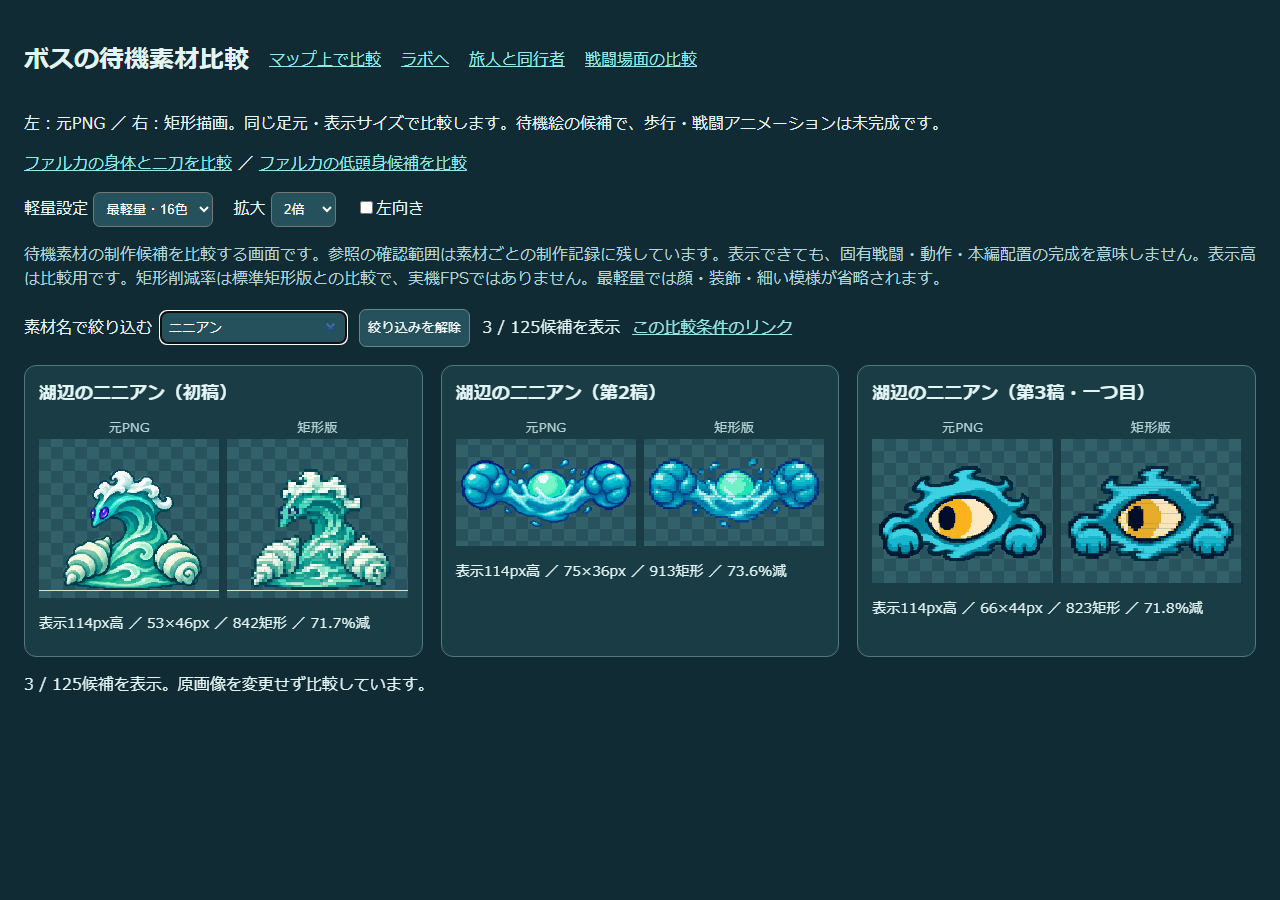 ボスの待機素材比較 マップ上で比較 ラボへ 旅人と同行者 戦闘場面の比較
左：元PNG ／ 右：矩形描画。同じ足元・表示サイズで比較します。待機絵の候補で、歩行・戦闘アニメーションは未完成です。
ファルカの身体と二刀を比較 ／ ファルカの低頭身候補を比較
軽量設定 最軽量・16色 拡大 2倍 左向き
待機素材の制作候補を比較する画面です。参照の確認範囲は素材ごとの制作記録に残しています。表示できても、固有戦闘・動作・本編配置の完成を意味しません。表示高
は比較用です。矩形削減率は標準矩形版との比較で、実機FPSではありません。最軽量では顔・装飾・細い模様が省略されます。
素材名で絞り込む ニニアン 絞り込みを解除 3 / 125候補を表示 この比較条件のリンク
湖辺のニニアン（初稿）
元PNG 矩形版
表示114px高 ／ 53×46px ／ 842矩形 ／ 71.7%減
湖辺のニニアン（第2稿）
元PNG 矩形版
表示114px高 ／ 75×36px ／ 913矩形 ／ 73.6%減
湖辺のニニアン（第3稿・一つ目）
元PNG 矩形版
表示114px高 ／ 66×44px ／ 823矩形 ／ 71.8%減
3 / 125候補を表示。原画像を変更せず比較しています。